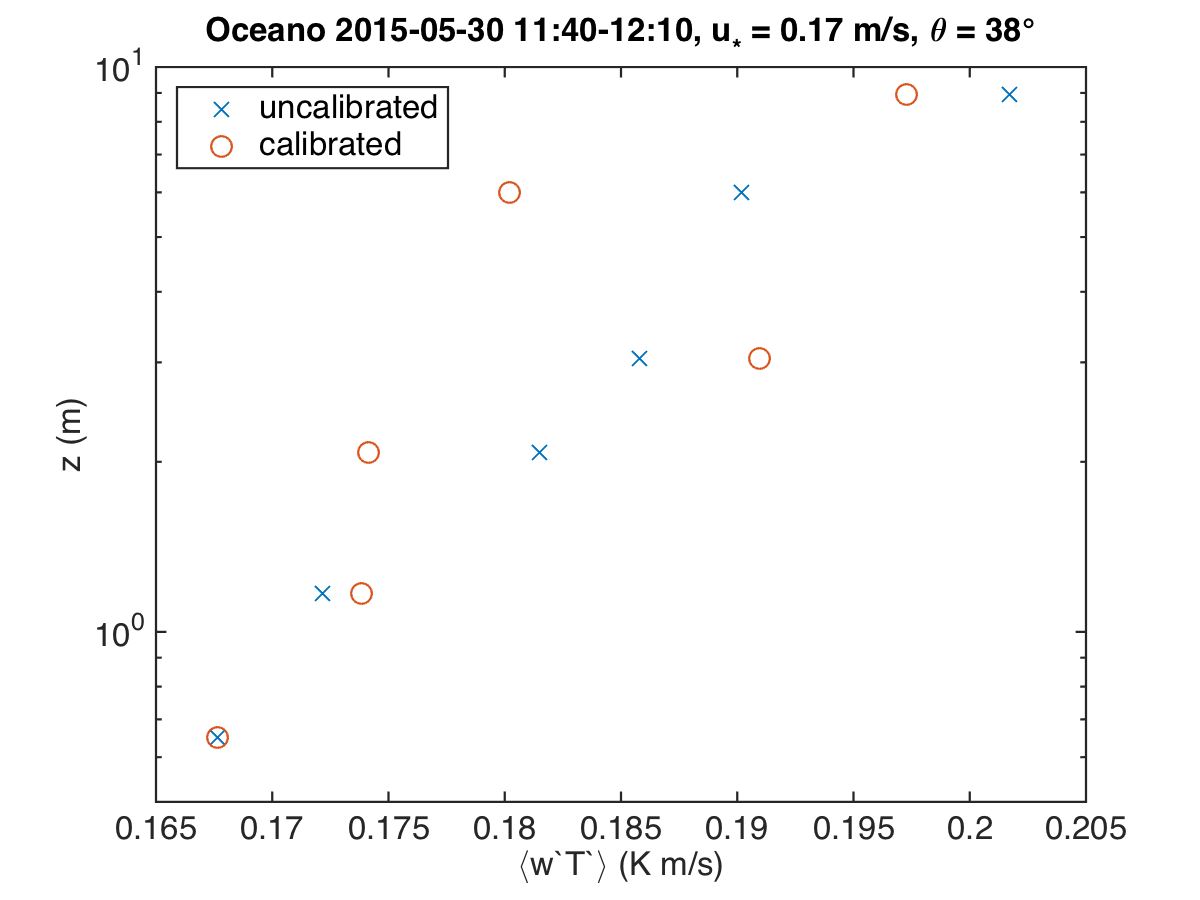 Oceano 2015-05-30 11:40-12:10, u* = 0.17 m/s, θ = 38°
10¹
uncalibrated
calibrated
z (m)
10⁰
0.165 0.17 0.175 0.18 0.185 0.19 0.195 0.2 0.205
⟨w`T`⟩ (K m/s)